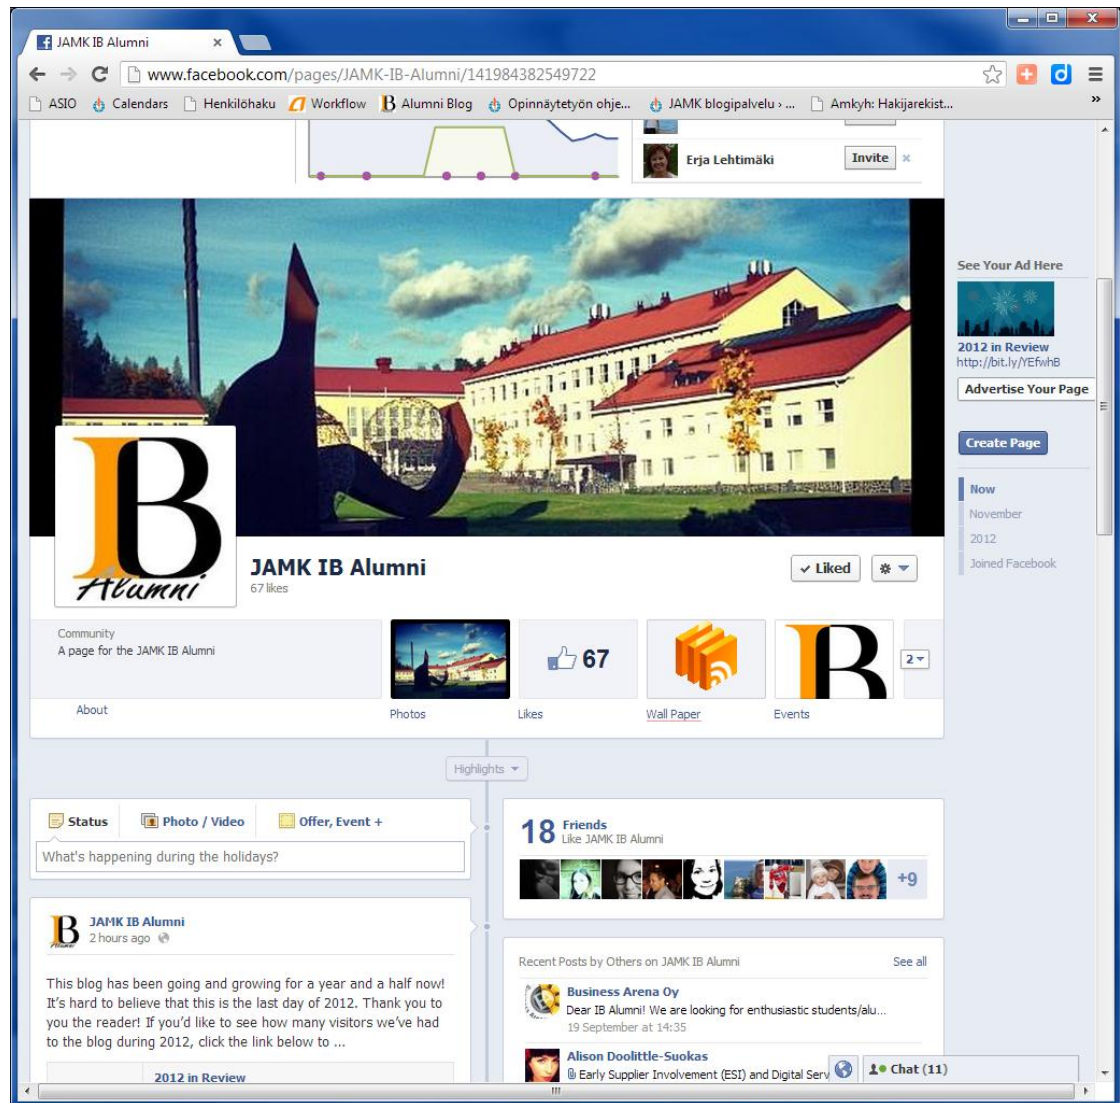 JAMK IB Alumni
www.facebook.com/pages/JAMK-IB-Alumni/141984382549722
ASIO Calendars Henkilöhaku Workflow Alumni Blog Opinnäytetyön ohje... JAMK blogipalvelu › ... Amkyh: Hakijarekist... »
Erja Lehtimäki Invite
See Your Ad Here
2012 in Review
http://bit.ly/YEfwhB
Advertise Your Page
Create Page
Now
November
2012
Joined Facebook
IB
Alumni
JAMK IB Alumni
67 likes
Liked
Community
A page for the JAMK IB Alumni
67
B
2
About
Photos
Likes
Wall Paper
Events
Highlights
Status Photo / Video Offer, Event +
What's happening during the holidays?
18 Friends
Like JAMK IB Alumni
+9
JAMK IB Alumni
2 hours ago
This blog has been going and growing for a year and a half now!
It's hard to believe that this is the last day of 2012. Thank you to
you the reader! If you'd like to see how many visitors we've had
to the blog during 2012, click the link below to ...
2012 in Review
Recent Posts by Others on JAMK IB Alumni See all
Business Arena Oy
Dear IB Alumni! We are looking for enthusiastic students/alu...
19 September at 14:35
Alison Doolittle-Suokas
Early Supplier Involvement (ESI) and Digital Serv
Chat (11)